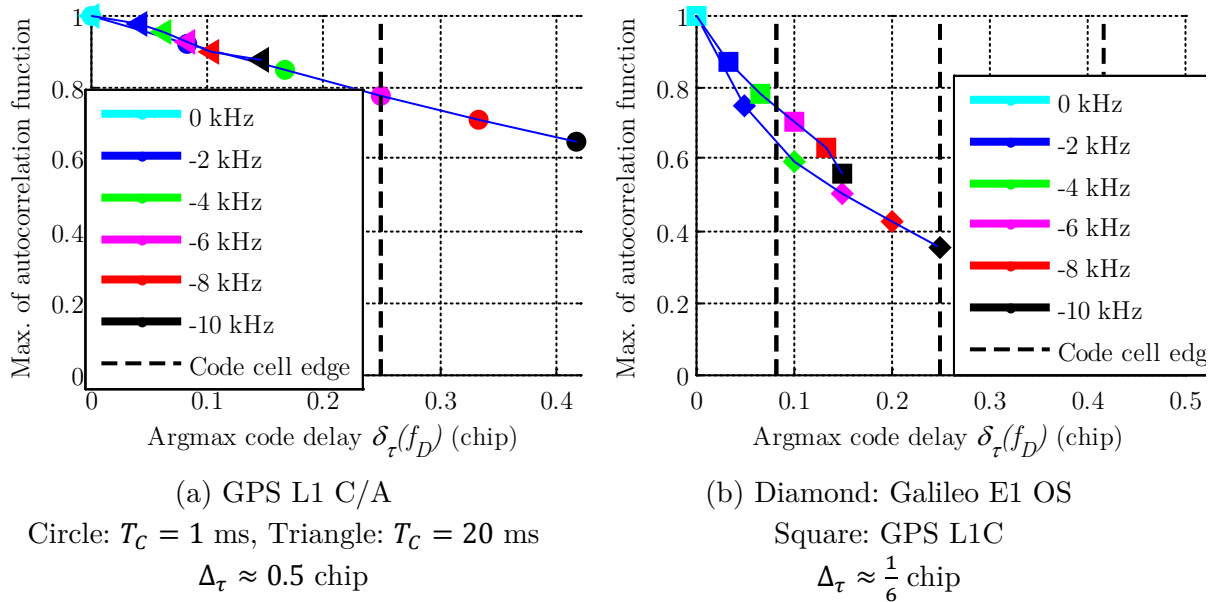 Max. of autocorrelation function
1
0.8
0.6
0.4
0.2
0
0 kHz
-2 kHz
-4 kHz
-6 kHz
-8 kHz
-10 kHz
Code cell edge
0 0.1 0.2 0.3 0.4
Argmax code delay δτ(fD) (chip)
(a) GPS L1 C/A
Circle: TC = 1 ms, Triangle: TC = 20 ms
Δτ ≈ 0.5 chip
Max. of autocorrelation function
1
0.8
0.6
0.4
0.2
0
0 kHz
-2 kHz
-4 kHz
-6 kHz
-8 kHz
-10 kHz
Code cell edge
0 0.1 0.2 0.3 0.4 0.5
Argmax code delay δτ(fD) (chip)
(b) Diamond: Galileo E1 OS
Square: GPS L1C
Δτ ≈ 1/6 chip